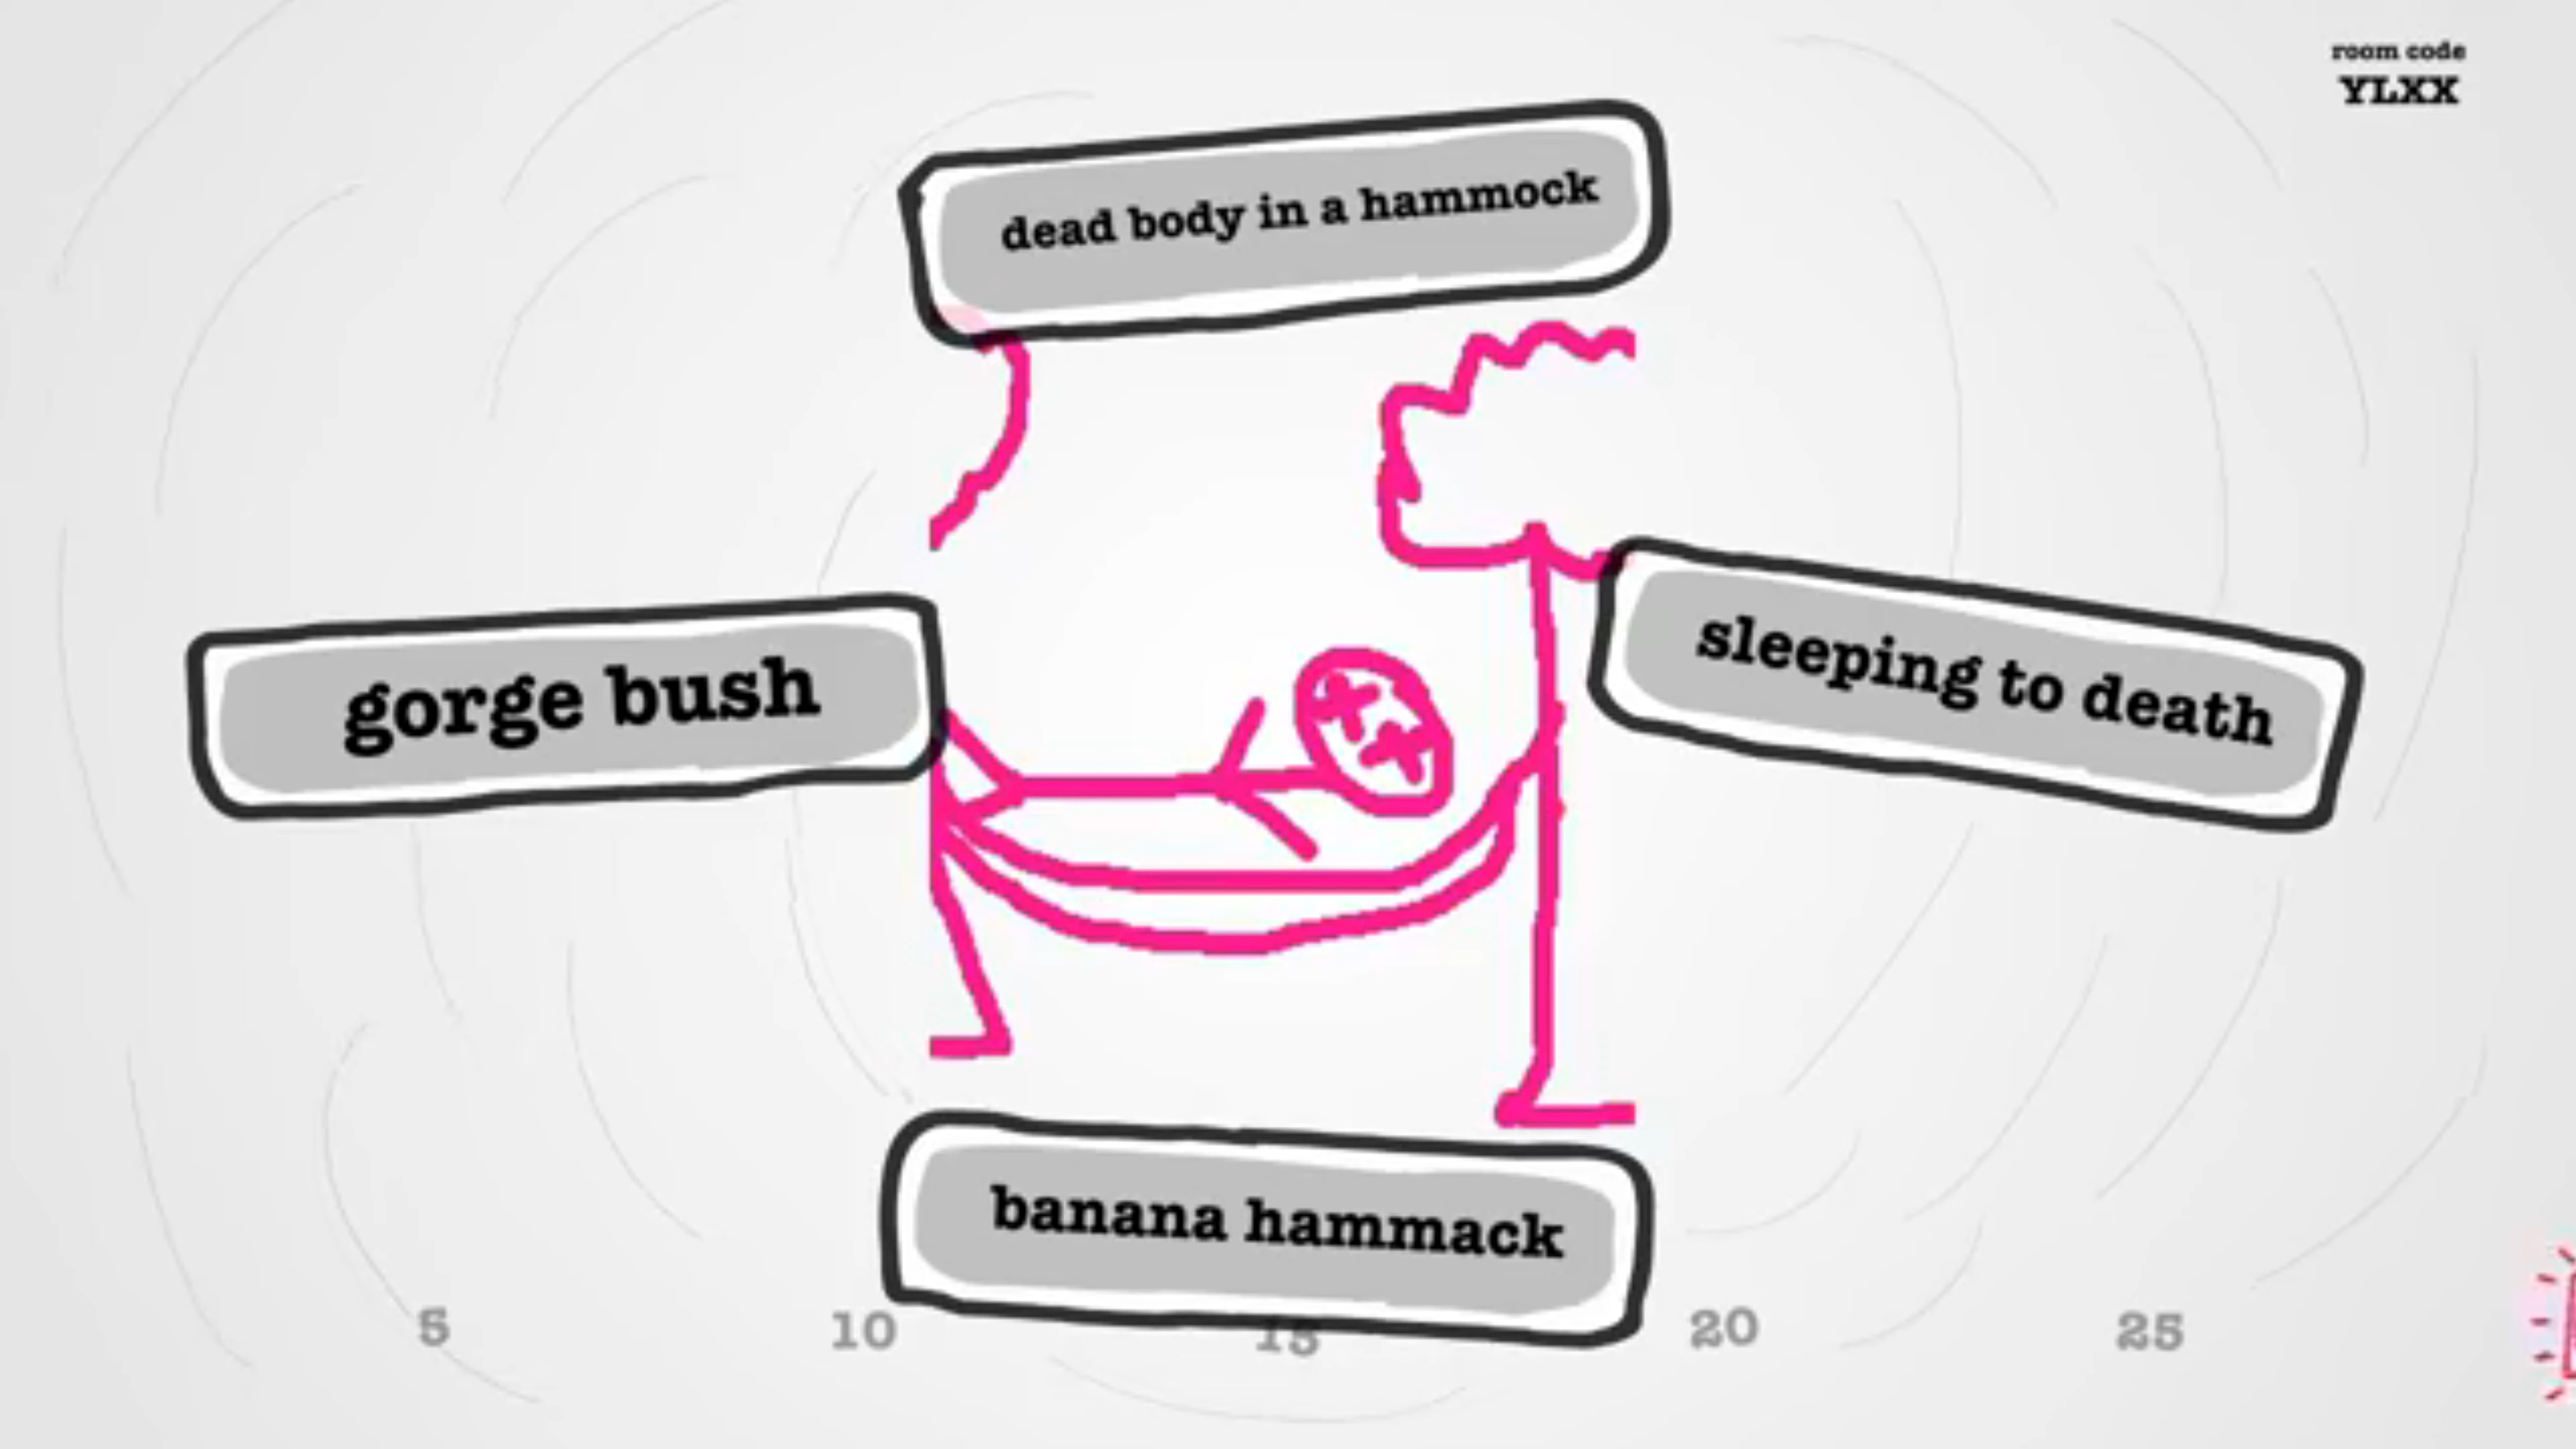 room code
YLXX
dead body in a hammock
gorge bush
sleeping to death
banana hammack
5
10
15
20
25